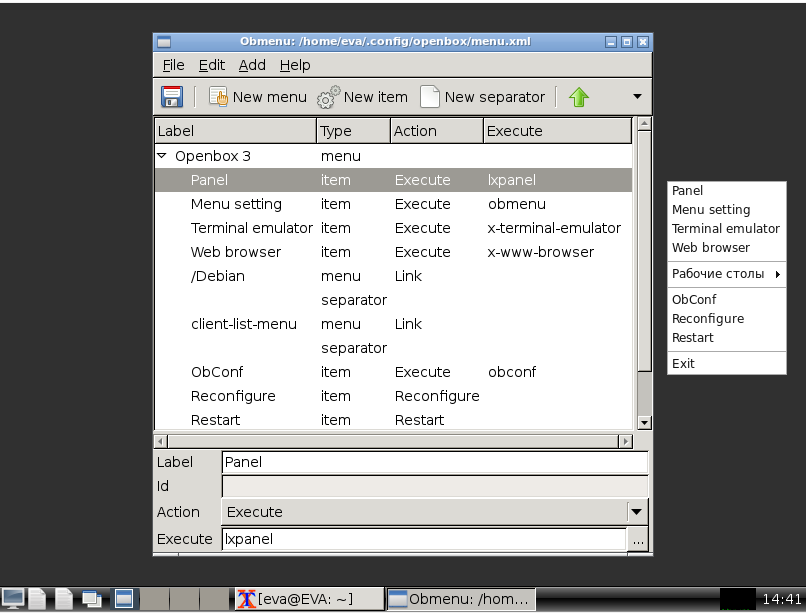 Obmenu: /home/eva/.config/openbox/menu.xml
File Edit Add Help
New menu New item New separator
Label Type Action Execute
Openbox 3 menu
Panel item Execute lxpanel
Menu setting item Execute obmenu
Terminal emulator item Execute x-terminal-emulator
Web browser item Execute x-www-browser
/Debian menu Link
separator
client-list-menu menu Link
separator
ObConf item Execute obconf
Reconfigure item Reconfigure
Restart item Restart
Label Panel
Id
Action Execute
Execute lxpanel ...
Panel
Menu setting
Terminal emulator
Web browser
Рабочие столы
ObConf
Reconfigure
Restart
Exit
[eva@EVA: ~] Obmenu: /hom... 14:41